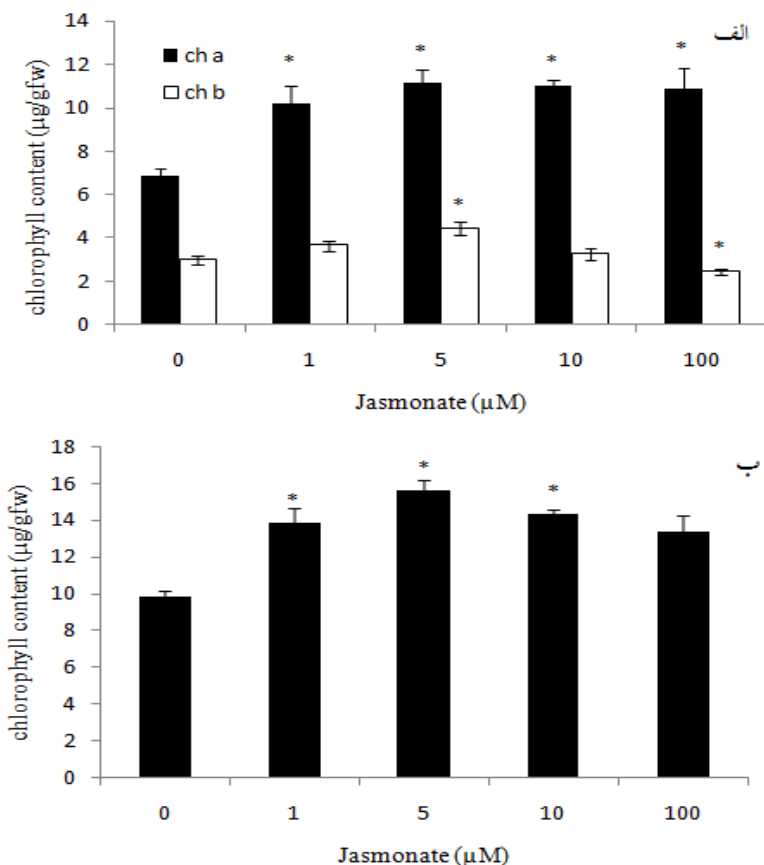 14
12
10
8
6
4
2
0
chlorophyll content (µg/gfw)
ch a
ch b
الف
*
*
*
*
*
*
0 1 5 10 100
Jasmonate (µM)
18
16
14
12
10
8
6
4
2
0
chlorophyll content (µg/gfw)
ب
*
*
*
0 1 5 10 100
Jasmonate (µM)